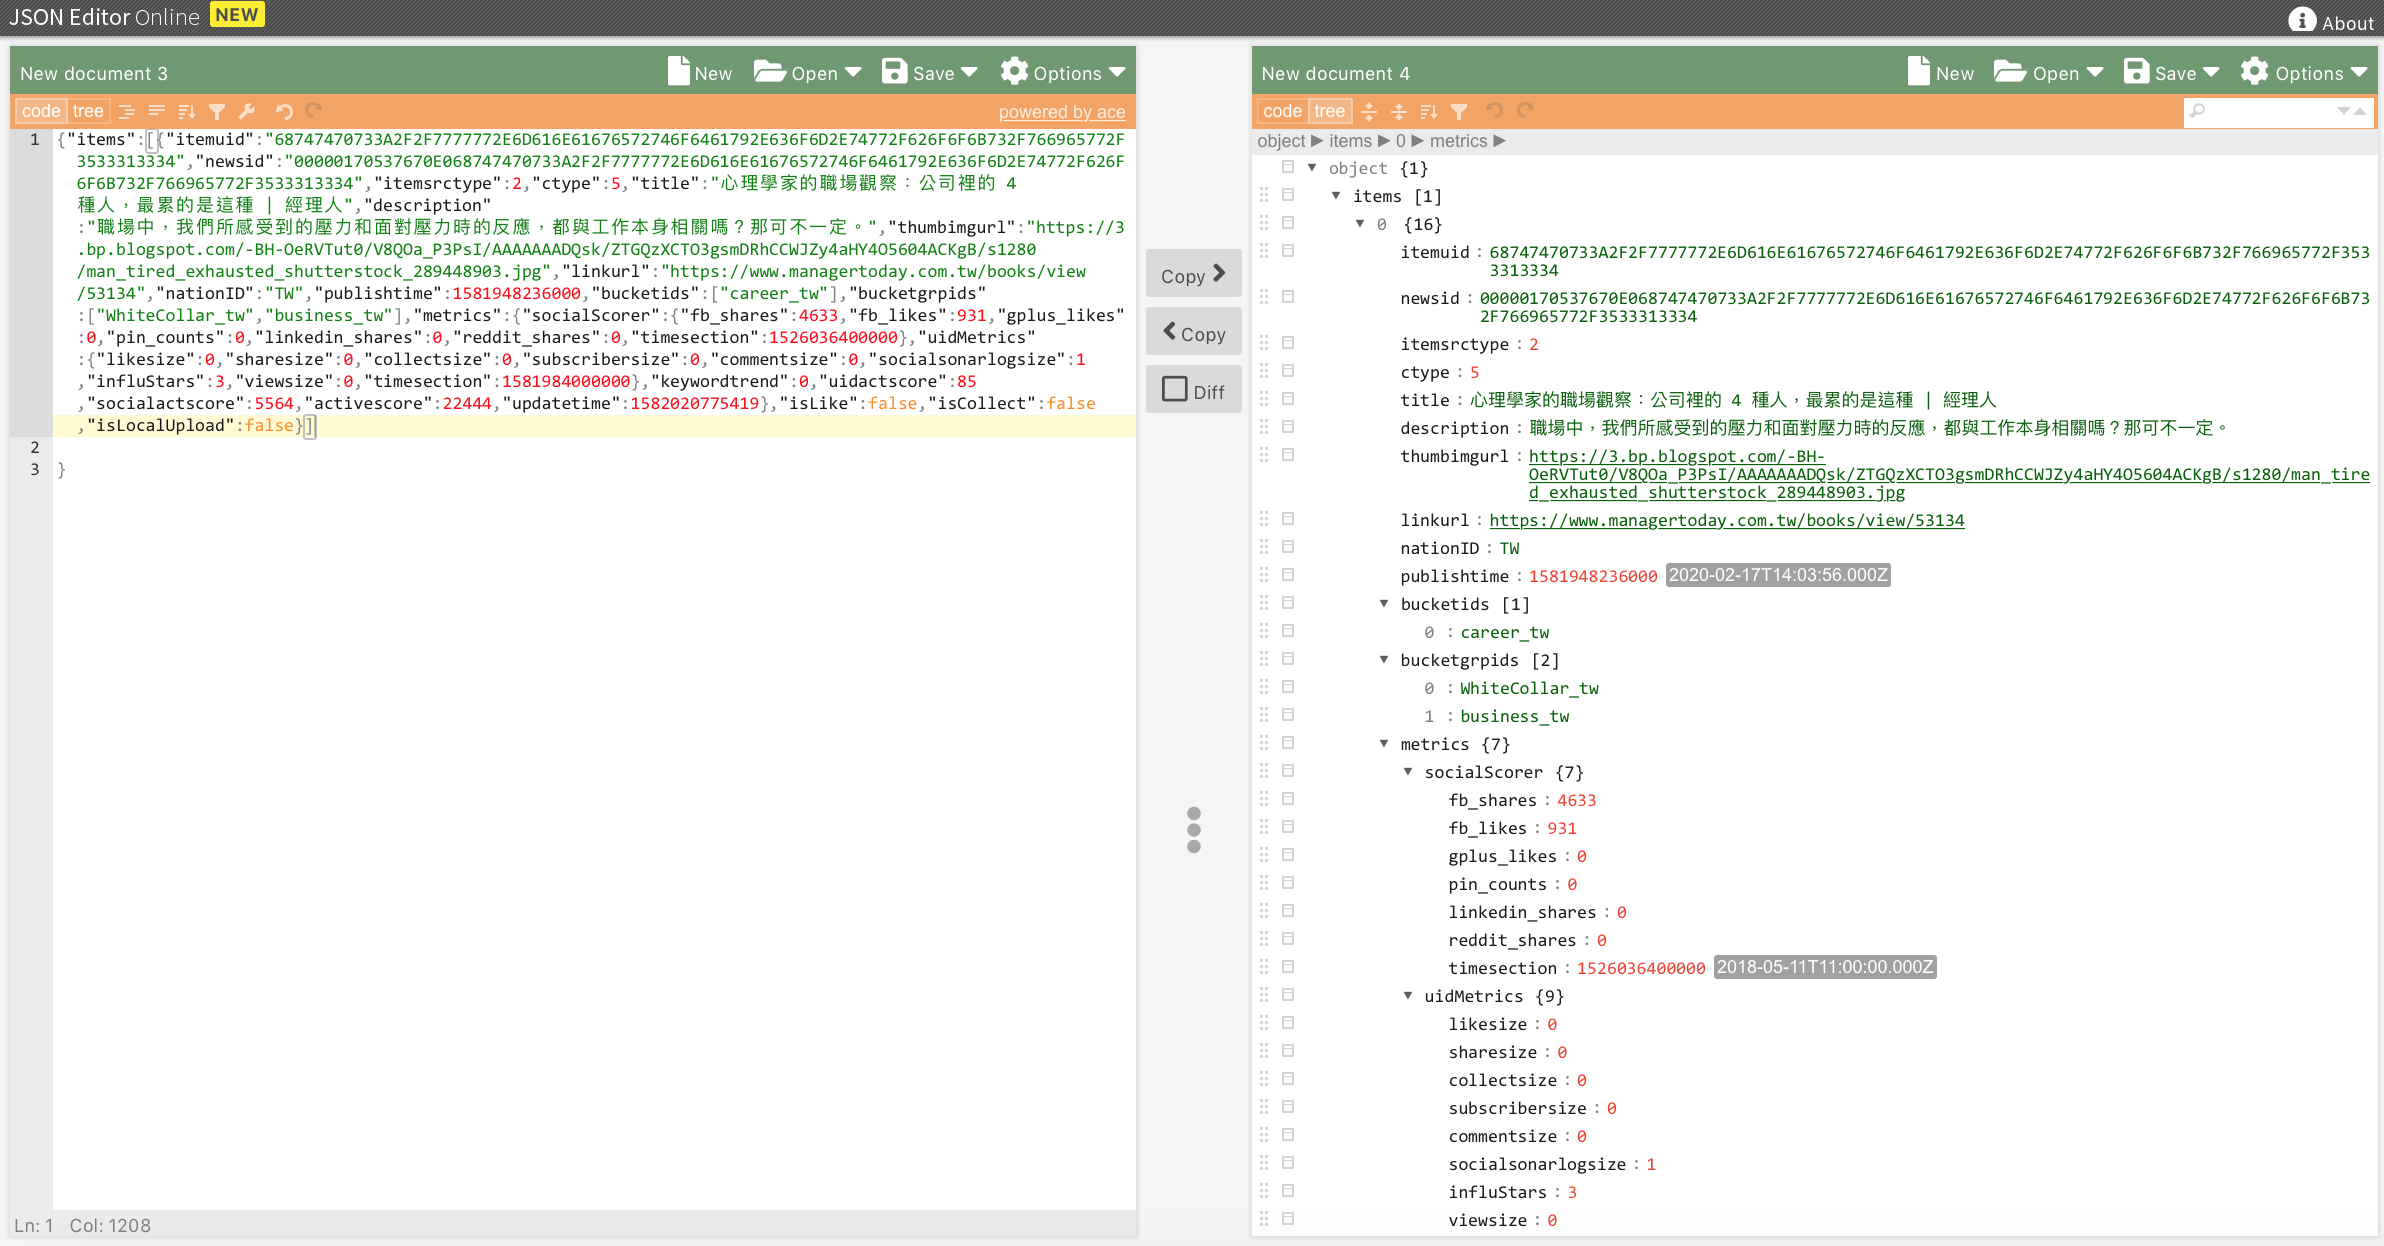 JSON Editor Online NEW
About
New document 3
New
Open
Save
Options
code tree
powered by ace
1
{"items":[{"itemuid":"68747470733A2F2F7777772E6D616E61676572746F6461792E636F6D2E74772F626F6F6B732F766965772F
3533313334","newsid":"00000170537670E068747470733A2F2F7777772E6D616E61676572746F6461792E636F6D2E74772F626F
6F6B732F766965772F3533313334","itemsrctype":2,"ctype":5,"title":"心理學家的職場觀察：公司裡的 4
種人，最累的是這種 | 經理人","description"
:"職場中，我們所感受到的壓力和面對壓力時的反應，都與工作本身相關嗎？那可不一定。","thumbimgurl":"https://3
.bp.blogspot.com/-BH-OeRVTut0/V8QOa_P3PsI/AAAAAAADQsk/ZTGQzXCTO3gsmDRhCCWJZy4aHY4O5604ACKgB/s1280
/man_tired_exhausted_shutterstock_289448903.jpg","linkurl":"https://www.managertoday.com.tw/books/view
/53134","nationID":"TW","publishtime":1581948236000,"bucketids":["career_tw"],"bucketgrpids"
:["WhiteCollar_tw","business_tw"],"metrics":{"socialScorer":{"fb_shares":4633,"fb_likes":931,"gplus_likes"
:0,"pin_counts":0,"linkedin_shares":0,"reddit_shares":0,"timesection":1526036400000},"uidMetrics"
:{"likesize":0,"sharesize":0,"collectsize":0,"subscribersize":0,"commentsize":0,"socialsonarlogsize":1
,"influStars":3,"viewsize":0,"timesection":1581984000000},"keywordtrend":0,"uidactscore":85
,"socialactscore":5564,"activescore":22444,"updatetime":1582020775419},"isLike":false,"isCollect":false
,"isLocalUpload":false}]
2
3 }
Ln: 1 Col: 1208
Copy
Copy
Diff
New document 4
New
Open
Save
Options
code tree
object ▶ items ▶ 0 ▶ metrics ▶
object {1}
items [1]
0 {16}
itemuid : 68747470733A2F2F7777772E6D616E61676572746F6461792E636F6D2E74772F626F6F6B732F766965772F353
3313334
newsid : 00000170537670E068747470733A2F2F7777772E6D616E61676572746F6461792E636F6D2E74772F626F6F6B73
2F766965772F3533313334
itemsrctype : 2
ctype : 5
title : 心理學家的職場觀察：公司裡的 4 種人，最累的是這種 | 經理人
description : 職場中，我們所感受到的壓力和面對壓力時的反應，都與工作本身相關嗎？那可不一定。
thumbimgurl : https://3.bp.blogspot.com/-BH-
OeRVTut0/V8QOa_P3PsI/AAAAAAADQsk/ZTGQzXCTO3gsmDRhCCWJZy4aHY4O5604ACKgB/s1280/man_tire
d_exhausted_shutterstock_289448903.jpg
linkurl : https://www.managertoday.com.tw/books/view/53134
nationID : TW
publishtime : 1581948236000 2020-02-17T14:03:56.000Z
bucketids [1]
0 : career_tw
bucketgrpids [2]
0 : WhiteCollar_tw
1 : business_tw
metrics {7}
socialScorer {7}
fb_shares : 4633
fb_likes : 931
gplus_likes : 0
pin_counts : 0
linkedin_shares : 0
reddit_shares : 0
timesection : 1526036400000 2018-05-11T11:00:00.000Z
uidMetrics {9}
likesize : 0
sharesize : 0
collectsize : 0
subscribersize : 0
commentsize : 0
socialsonarlogsize : 1
influStars : 3
viewsize : 0